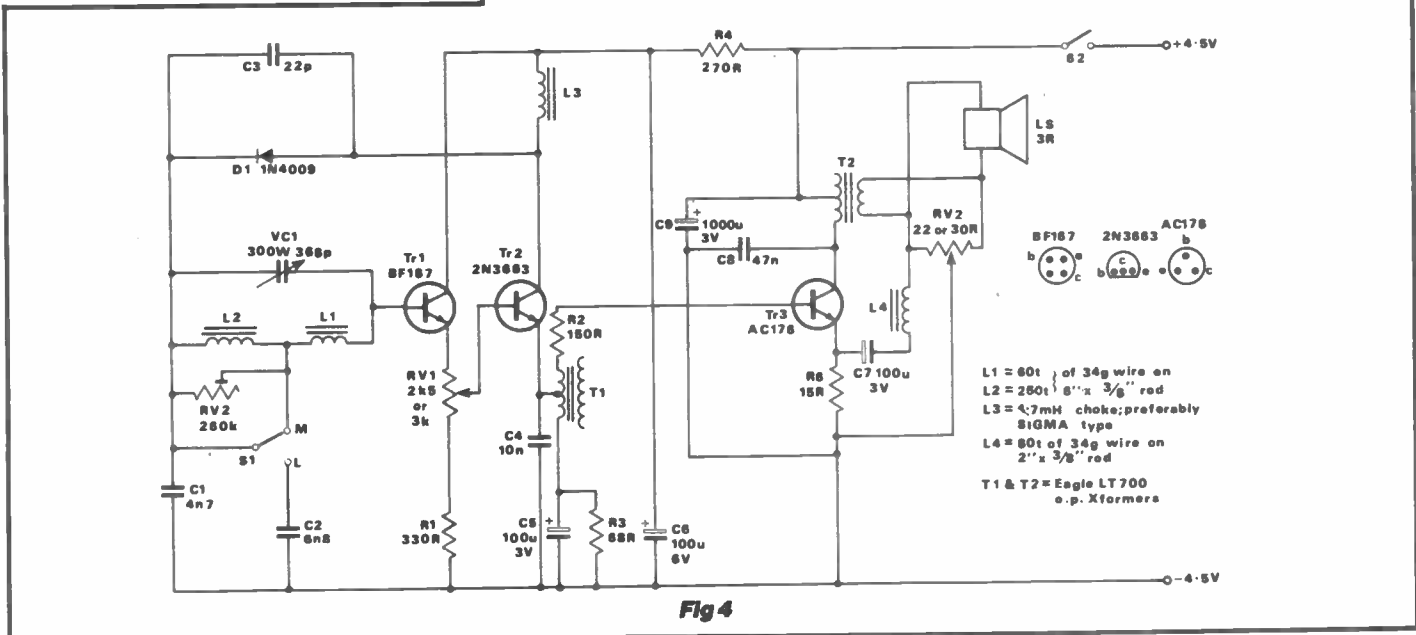 C3
22p
D1 1N4009
VC1
300W 368p
L2
L1
RV2
260k
S1
M
L
C1
4n7
C2
6n8
Tr1
BF167
RV1
2k5
or
3k
R1
330R
L3
Tr2
2N3663
R2
150R
T1
C4
10n
C5
100u
3V
R3
68R
C6
100u
6V
R4
270R
S2
+4·5V
LS
3R
T2
C9
+
1000u
3V
C8
47n
RV2
22 or 30R
Tr3
AC176
L4
C7 100u
3V
R6
15R
BF167
b
e
c
2N3663
c
b
e
AC176
b
e
c
L1 = 60t } of 34g wire on
L2 = 250t } 6" x 3/8" rod
L3 = 4·7mH choke;preferably
SIGMA type
L4 = 80t of 34g wire on
2" x 3/8" rod
T1 & T2 = Eagle LT700
o.p. Xformers
-4·5V
Fig 4